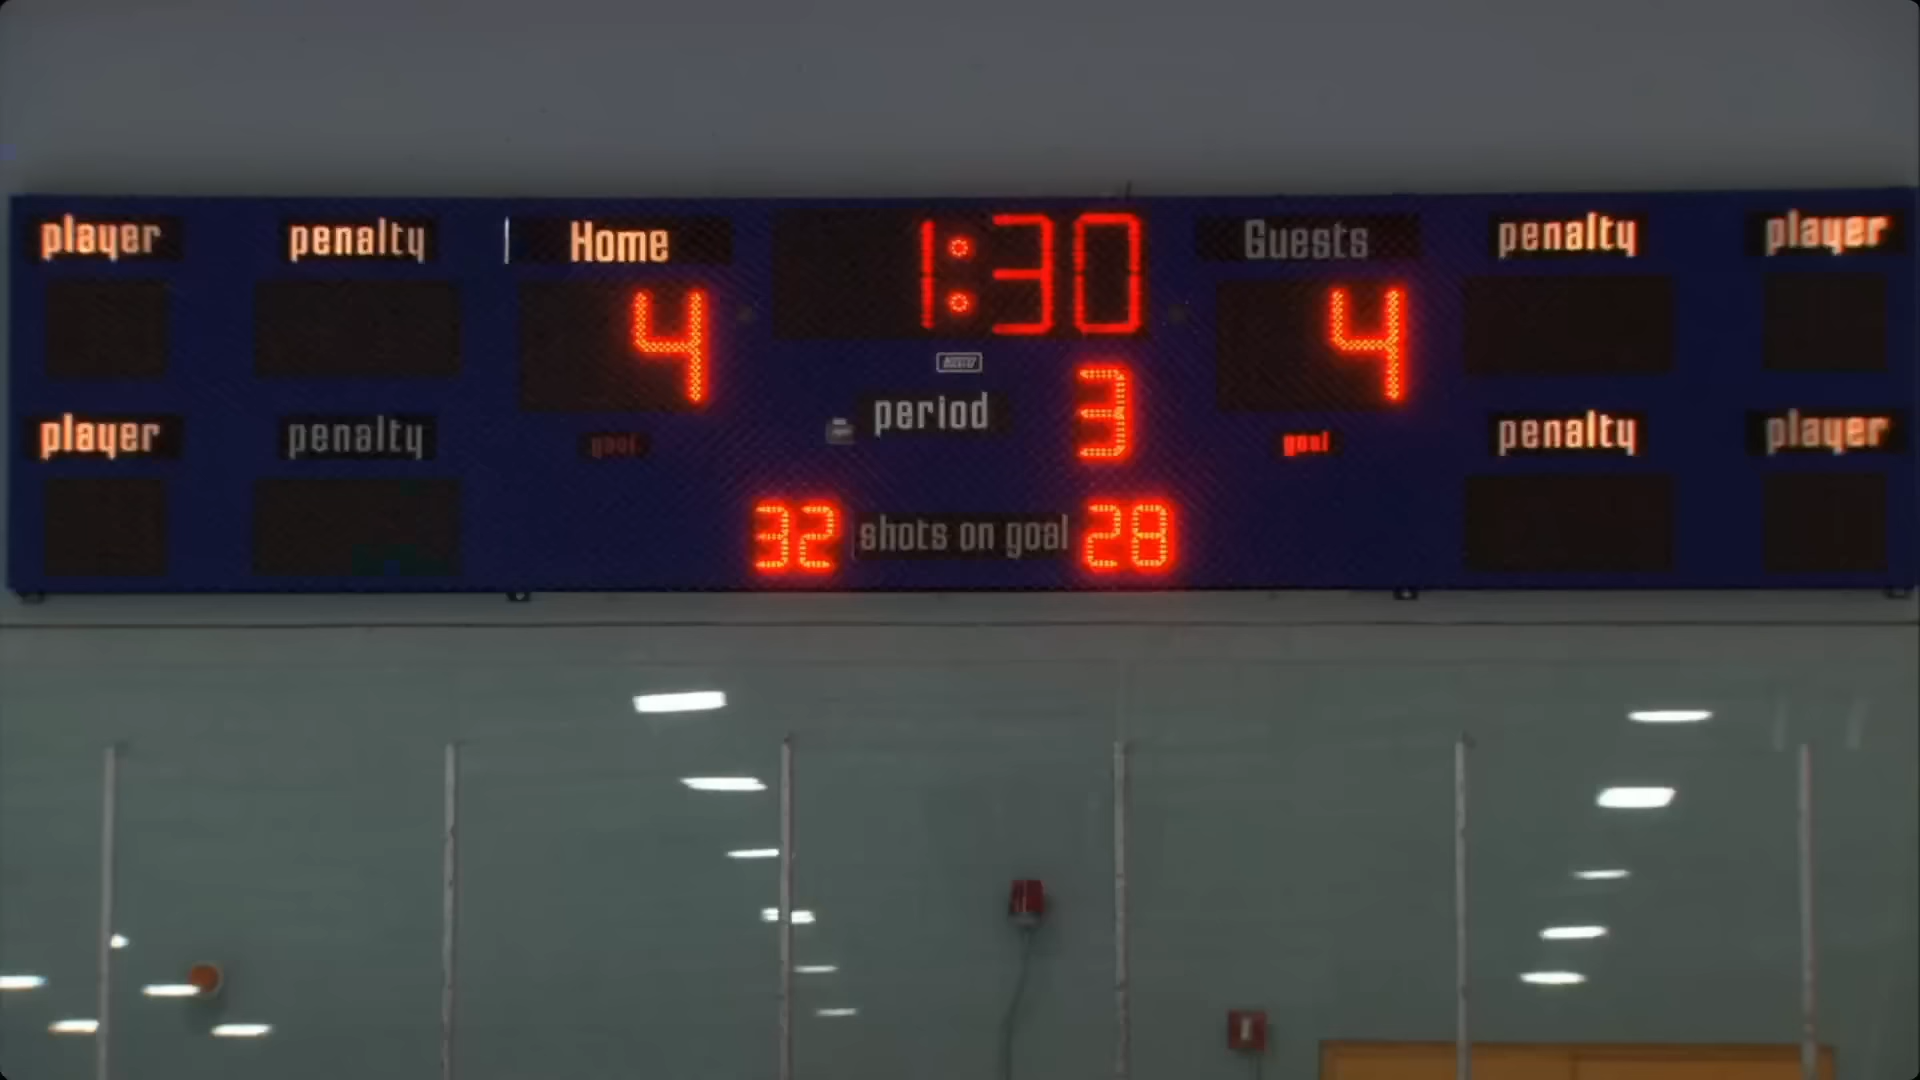 player penalty Home 1:30 Guests penalty player
4 4
period 3
player penalty goal goal penalty player
32 shots on goal 28